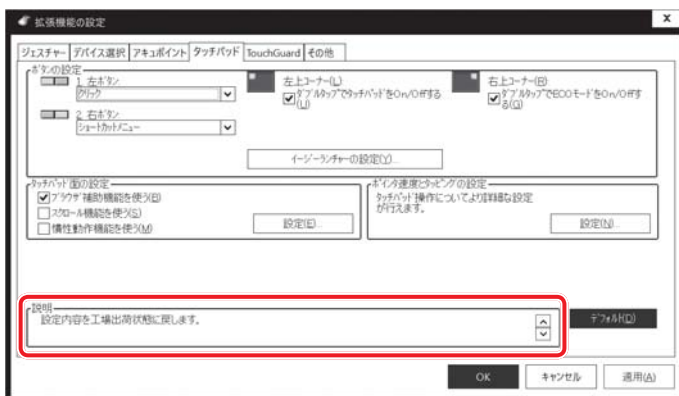 拡張機能の設定
x
ジェスチャー デバイス選択 アキュポイント タッチパッド TouchGuard その他
ボタンの設定
1. 左ボタン
クリック
2. 右ボタン
ショートカットメニュー
左上コーナー(L)
ダブルタップでタッチパッドをOn/Offする
(U)
右上コーナー(R)
ダブルタップでECOモードをOn/Offす
る(G)
イージーランチャーの設定(Y)...
タッチパッド面の設定
ブラウザ補助機能を使う(B)
スクロール機能を使う(S)
慣性動作機能を使う(M)
設定(E)...
ポインタ速度とタッピングの設定
タッチパッド操作についてより詳細な設定
が行えます。
設定(N)...
説明
設定内容を工場出荷状態に戻します。
デフォルト(D)
OK
キャンセル
適用(A)